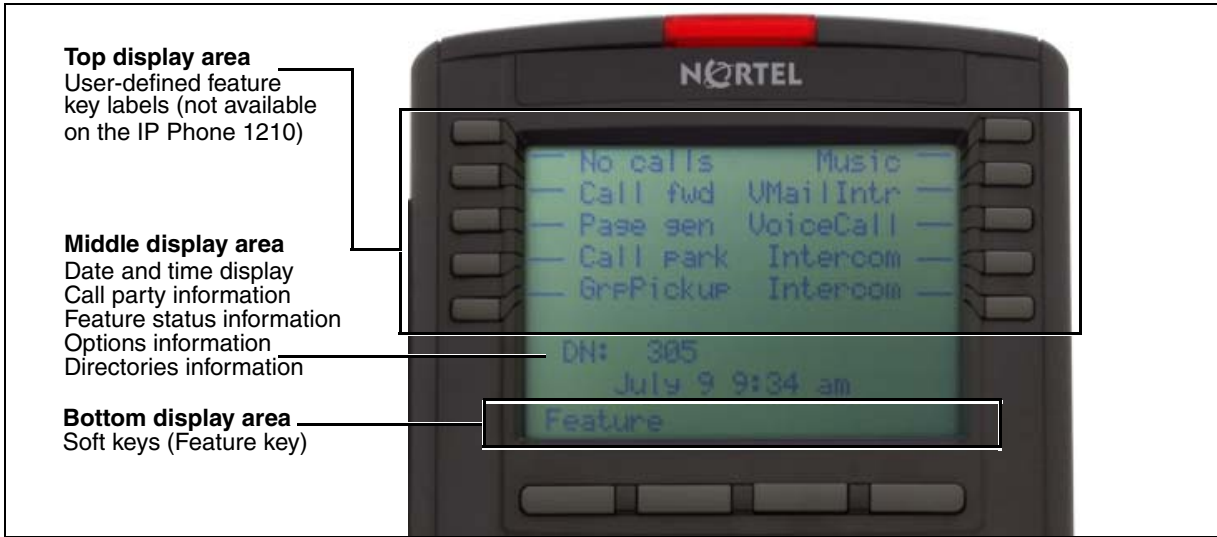 Top display area
User-defined feature
key labels (not available
on the IP Phone 1210)
Middle display area
Date and time display
Call party information
Feature status information
Options information
Directories information
Bottom display area
Soft keys (Feature key)
NORTEL
No calls Music
Call fwd VMailIntr
Page gen VoiceCall
Call park Intercom
GrpPickup Intercom
DN: 305
July 9 9:34 am
Feature